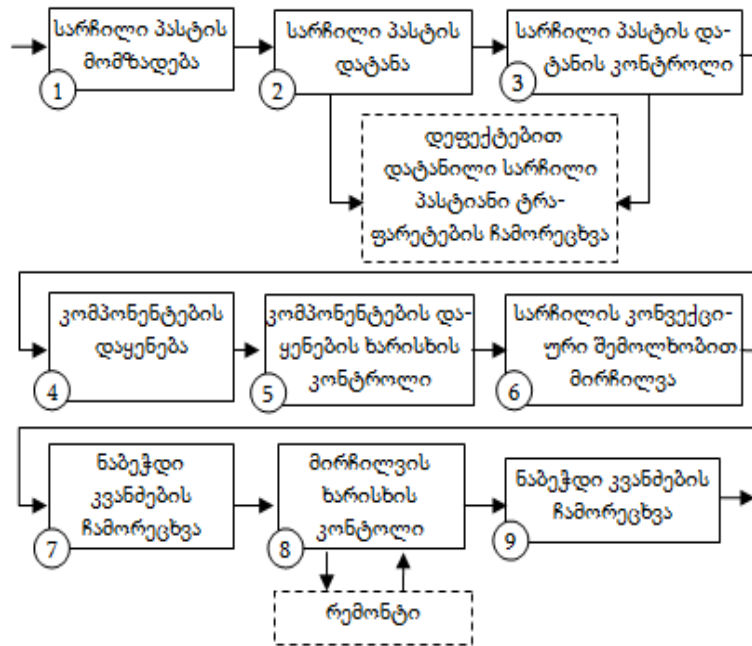 სარჩილი პასტის
მომზადება
1
სარჩილი პასტის
დატანა
2
სარჩილი პასტის და-
ტანის კონტროლი
3
დეფექტებით
დატანილი სარჩილი
პასტიანი ტრა-
ფარეტების ჩამორეცხვა
კომპონენტების
დაყენება
4
კომპონენტების და-
ყენების ხარისხის
კონტროლი
5
სარჩილის კონვექცი-
ური შემოლხობით
მირჩილვა
6
ნაბეჭდი
კვანძების
ჩამორეცხვა
7
მირჩილვის
ხარისხის
კონტოლი
8
ნაბეჭდი კვანძების
ჩამორეცხვა
9
რემონტი